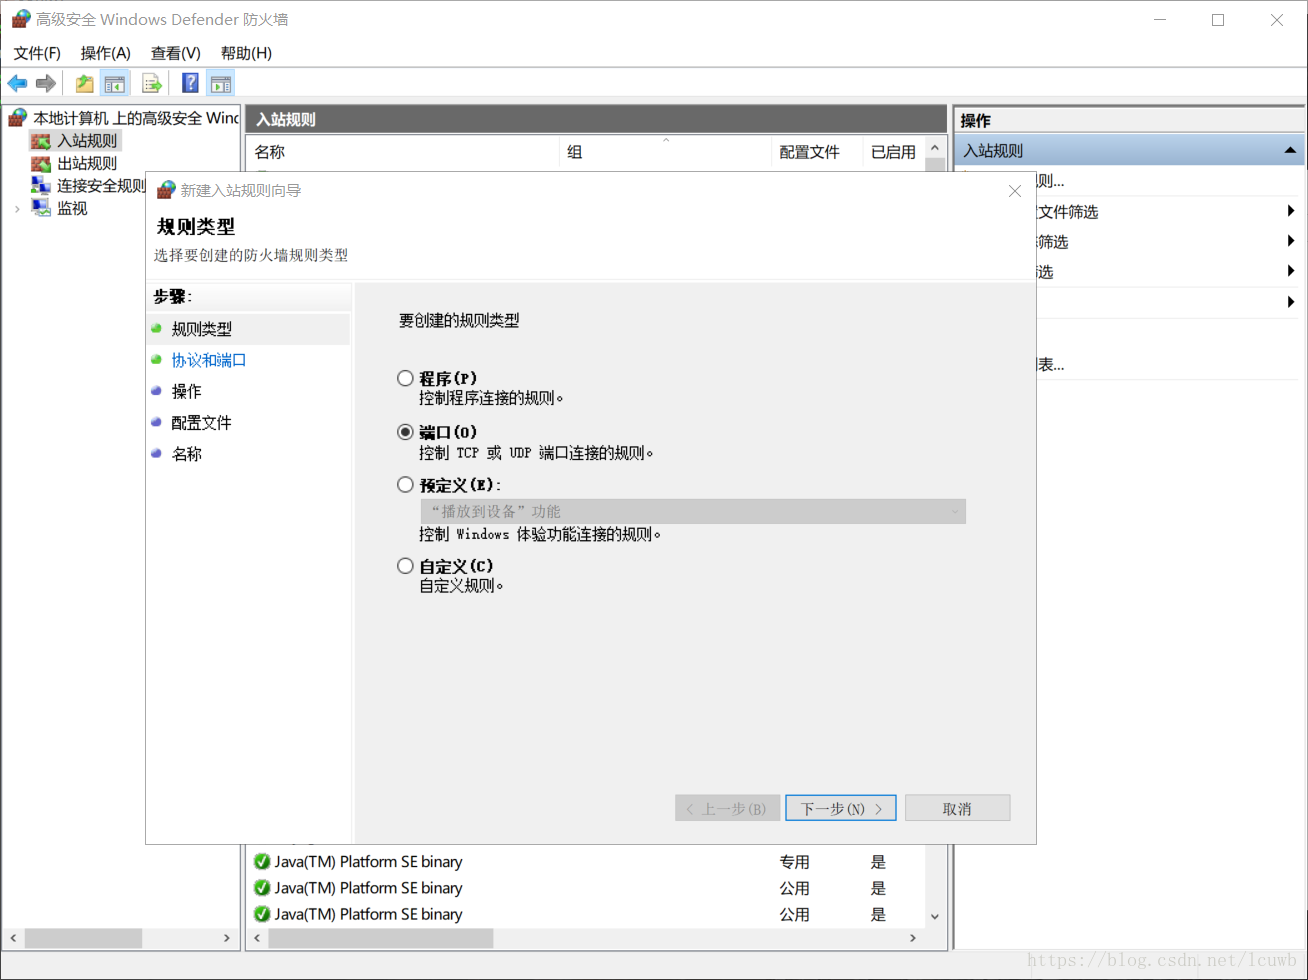 高级安全 Windows Defender 防火墙
文件(F) 操作(A) 查看(V) 帮助(H)
本地计算机 上的高级安全 Wind
入站规则
出站规则
连接安全规则
监视
入站规则
名称 组 配置文件 已启用
操作
入站规则
则...
文件筛选
筛选
选
表...
新建入站规则向导
规则类型
选择要创建的防火墙规则类型
步骤:
规则类型
协议和端口
操作
配置文件
名称
要创建的规则类型
程序(P)
控制程序连接的规则。
端口(O)
控制 TCP 或 UDP 端口连接的规则。
预定义(E):
“播放到设备”功能
控制 Windows 体验功能连接的规则。
自定义(C)
自定义规则。
< 上一步(B) 下一步(N) > 取消
Java(TM) Platform SE binary 专用 是
Java(TM) Platform SE binary 公用 是
Java(TM) Platform SE binary 公用 是
https://blog.csdn.net/lcuwb